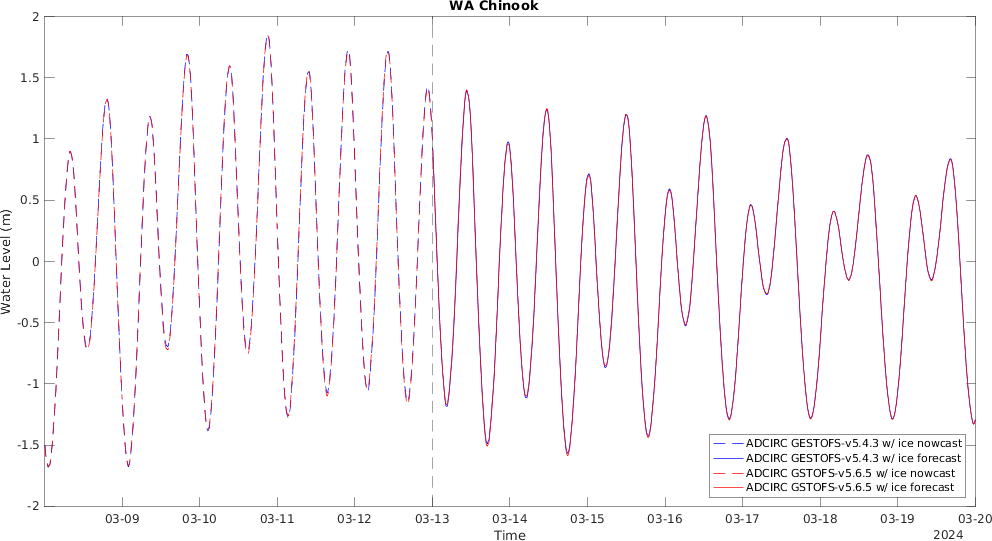 WA Chinook
2
1.5
1
0.5
0
-0.5
-1
-1.5
-2
Water Level (m)
03-09 03-10 03-11 03-12 03-13 03-14 03-15 03-16 03-17 03-18 03-19 03-20
Time
2024
ADCIRC GESTOFS-v5.4.3 w/ ice nowcast
ADCIRC GESTOFS-v5.4.3 w/ ice forecast
ADCIRC GSTOFS-v5.6.5 w/ ice nowcast
ADCIRC GSTOFS-v5.6.5 w/ ice forecast